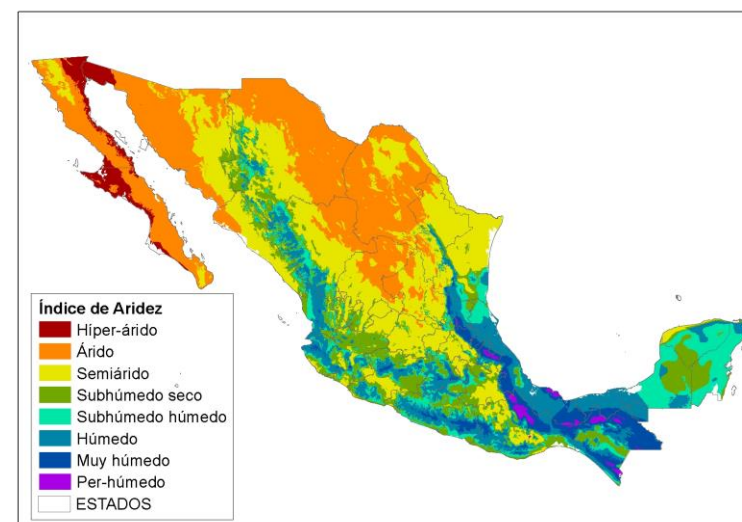 Índice de Aridez
Híper-árido
Árido
Semiárido
Subhúmedo seco
Subhúmedo húmedo
Húmedo
Muy húmedo
Per-húmedo
ESTADOS